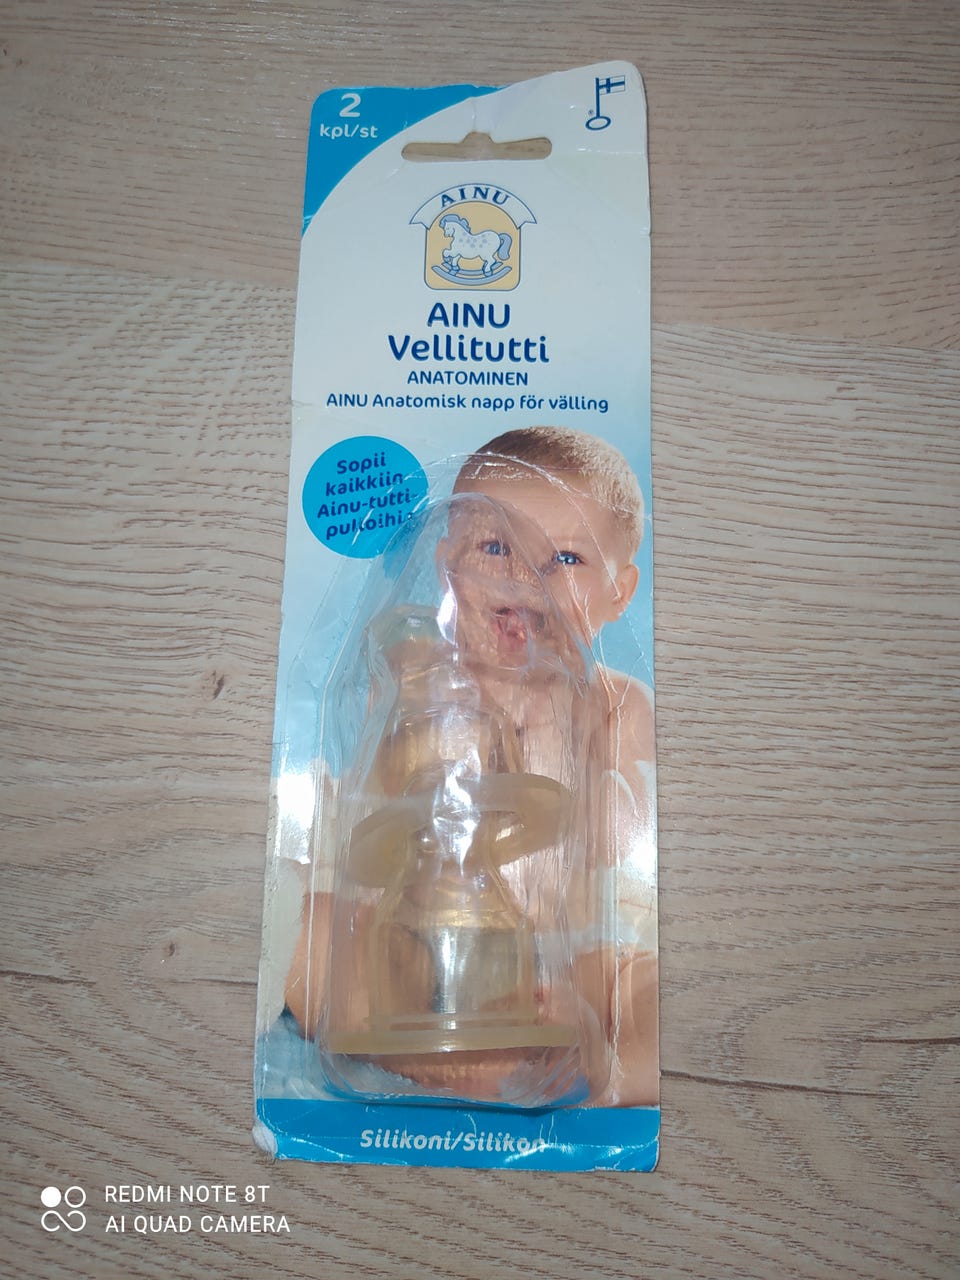 2
kpl/st
AINU
AINU
Vellitutti
ANATOMINEN
AINU Anatomisk napp för välling
Sopii
kaikkiin
Ainu-tutti-
pulloihin
Silikoni/Silikon
REDMI NOTE 8T
AI QUAD CAMERA